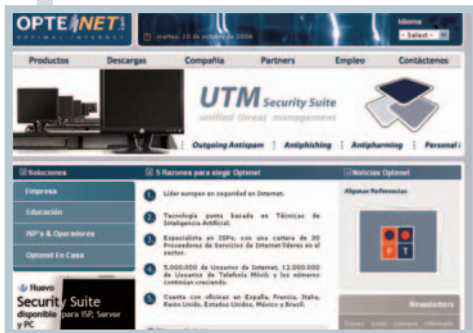 OPTENET
OPTIMAL INTERNET
martes, 10 de octubre de 2006
Idioma
- Select -
Productos
Descargas
Compañía
Partners
Empleo
Contáctenos
UTM Security Suite
unified threat management
Outgoing Antispam
Antiphishing
Antipharming
Personal
Soluciones
Empresa
Educación
ISP's & Operadores
Optenet En Casa
Nuevo
Security Suite
disponible para ISP, Server
y PC
5 Razones para elegir Optenet
1 Líder europeo en seguridad en Internet.
2 Tecnología punta basada en Técnicas de
Inteligencia Artificial.
3 Especialista en ISPs, con una cartera de 30
Proveedores de Servicios de Internet líderes en el
sector.
4 5.000.000 de Usuarios de Internet, 12.000.000
de Usuarios de Telefonía Móvil y los números
continúan creciendo.
5 Cuenta con oficinas en España, Francia, Italia,
Reino Unido, Estados Unidos, México y Brasil.
Noticias Optenet
Algunas Referencias
P T
Newsletters